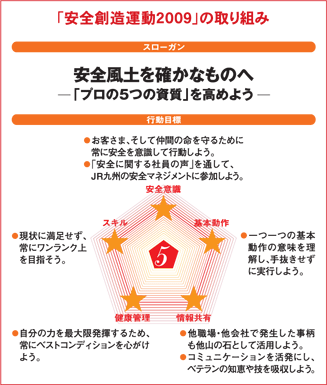 「安全創造運動2009」の取り組み
スローガン
安全風土を確かなものへ
―「プロの5つの資質」を高めよう―
行動目標
●お客さま、そして仲間の命を守るために
常に安全を意識して行動しよう。
●「安全に関する社員の声」を通して、
JR九州の安全マネジメントに参加しよう。
安全意識
スキル
基本動作
●現状に満足せず、
常にワンランク上
を目指そう。
5
●一つ一つの基本
動作の意味を理
解し、手抜きせず
に実行しよう。
健康管理
情報共有
●自分の力を最大限発揮するため、
常にベストコンディションを心がけ
よう。
●他職場・他会社で発生した事柄
も他山の石として活用しよう。
●コミュニケーションを活発にし、
ベテランの知恵や技を吸収しよう。